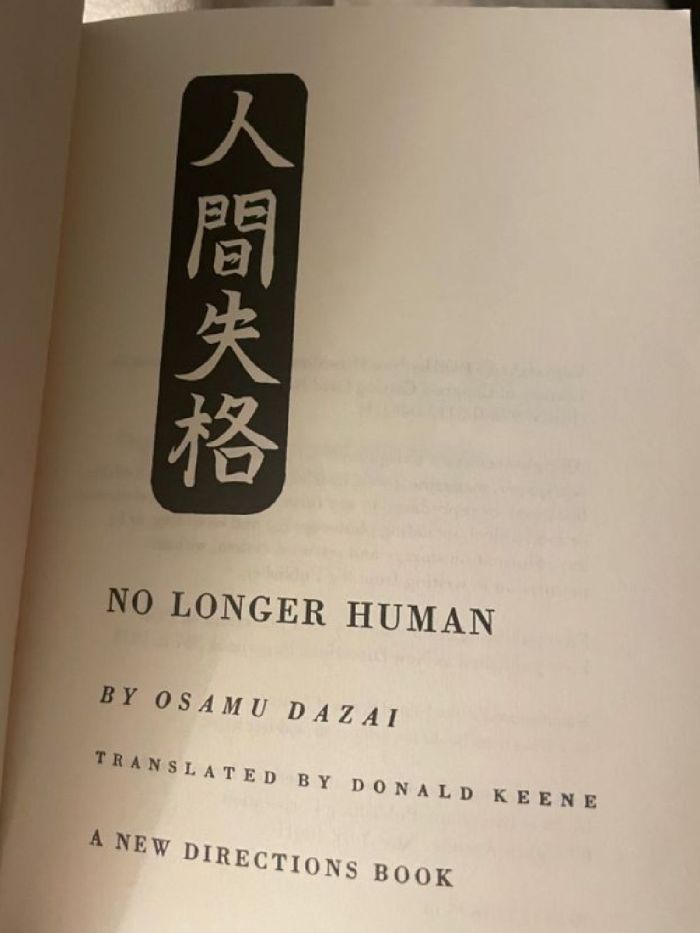 人間失格
NO LONGER HUMAN
BY OSAMU DAZAI
TRANSLATED BY DONALD KEENE
A NEW DIRECTIONS BOOK